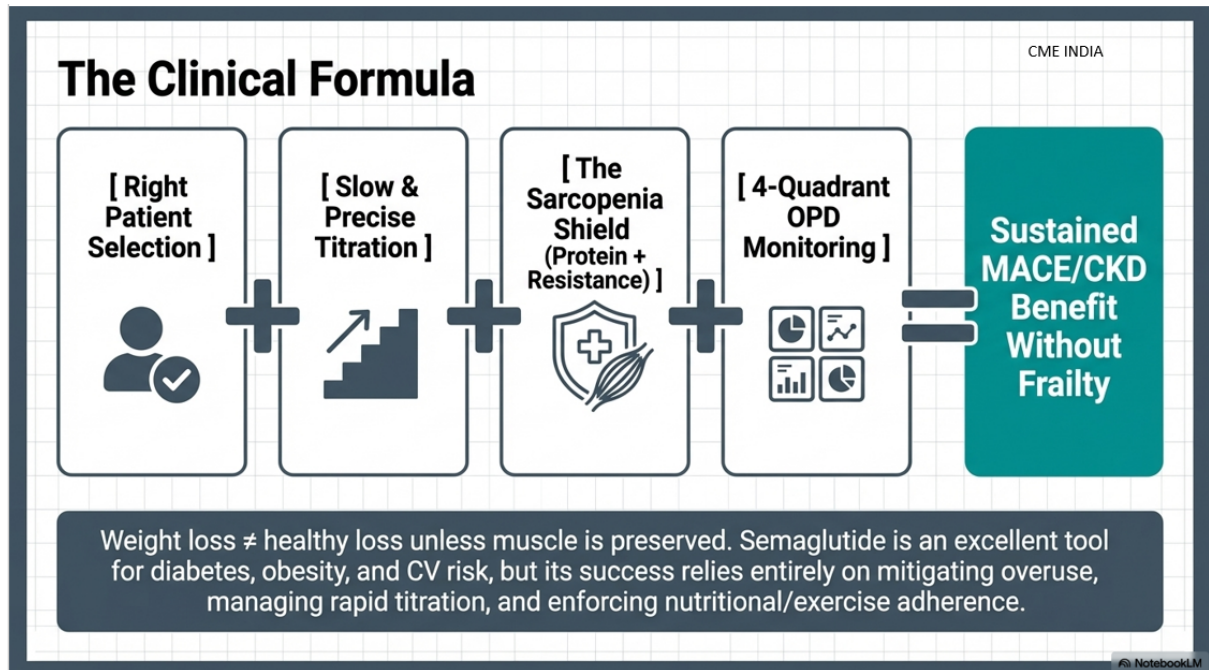 CME INDIA
The Clinical Formula
[ Right
Patient
Selection ]
[ Slow &
Precise
Titration ]
[ The
Sarcopenia
Shield
(Protein +
Resistance) ]
[ 4-Quadrant
OPD
Monitoring ]
Sustained
MACE/CKD
Benefit
Without
Frailty
Weight loss ≠ healthy loss unless muscle is preserved. Semaglutide is an excellent tool
for diabetes, obesity, and CV risk, but its success relies entirely on mitigating overuse,
managing rapid titration, and enforcing nutritional/exercise adherence.
NotebookLM